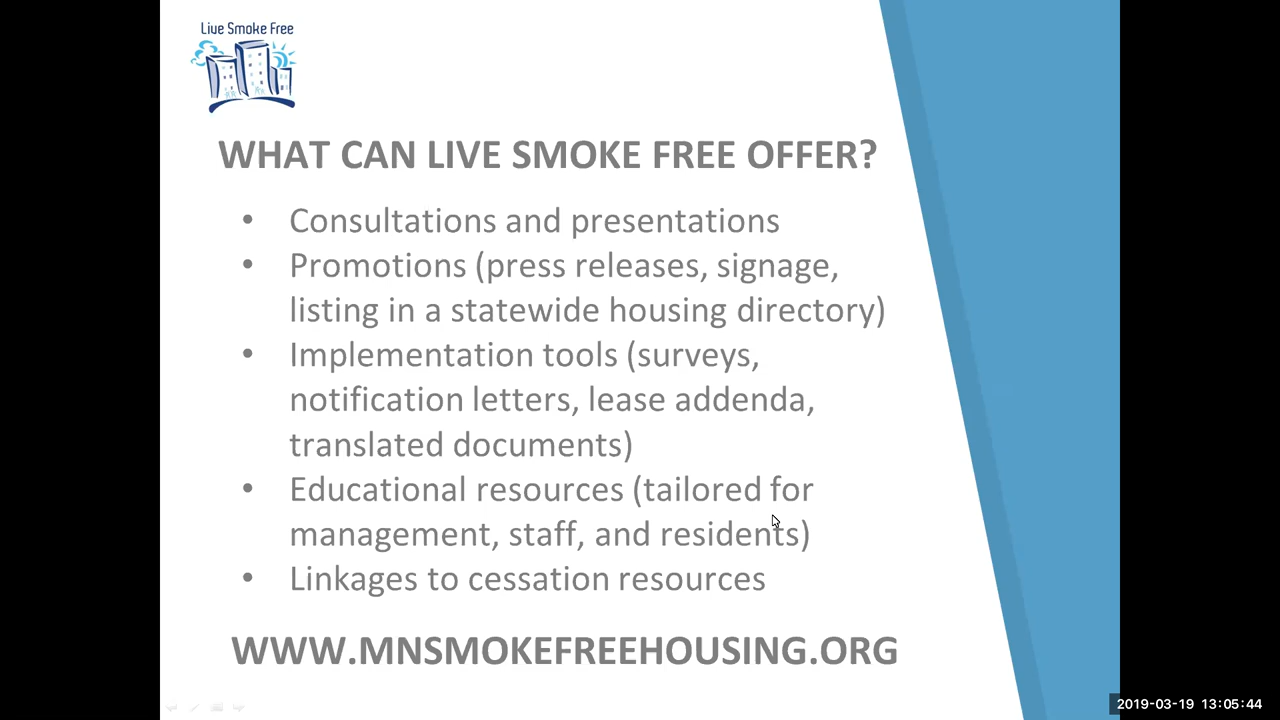 Live Smoke Free
WHAT CAN LIVE SMOKE FREE OFFER?
• Consultations and presentations
• Promotions (press releases, signage,
listing in a statewide housing directory)
• Implementation tools (surveys,
notification letters, lease addenda,
translated documents)
• Educational resources (tailored for
management, staff, and residents)
• Linkages to cessation resources
WWW.MNSMOKEFREEHOUSING.ORG
2019-03-19 13:05:44